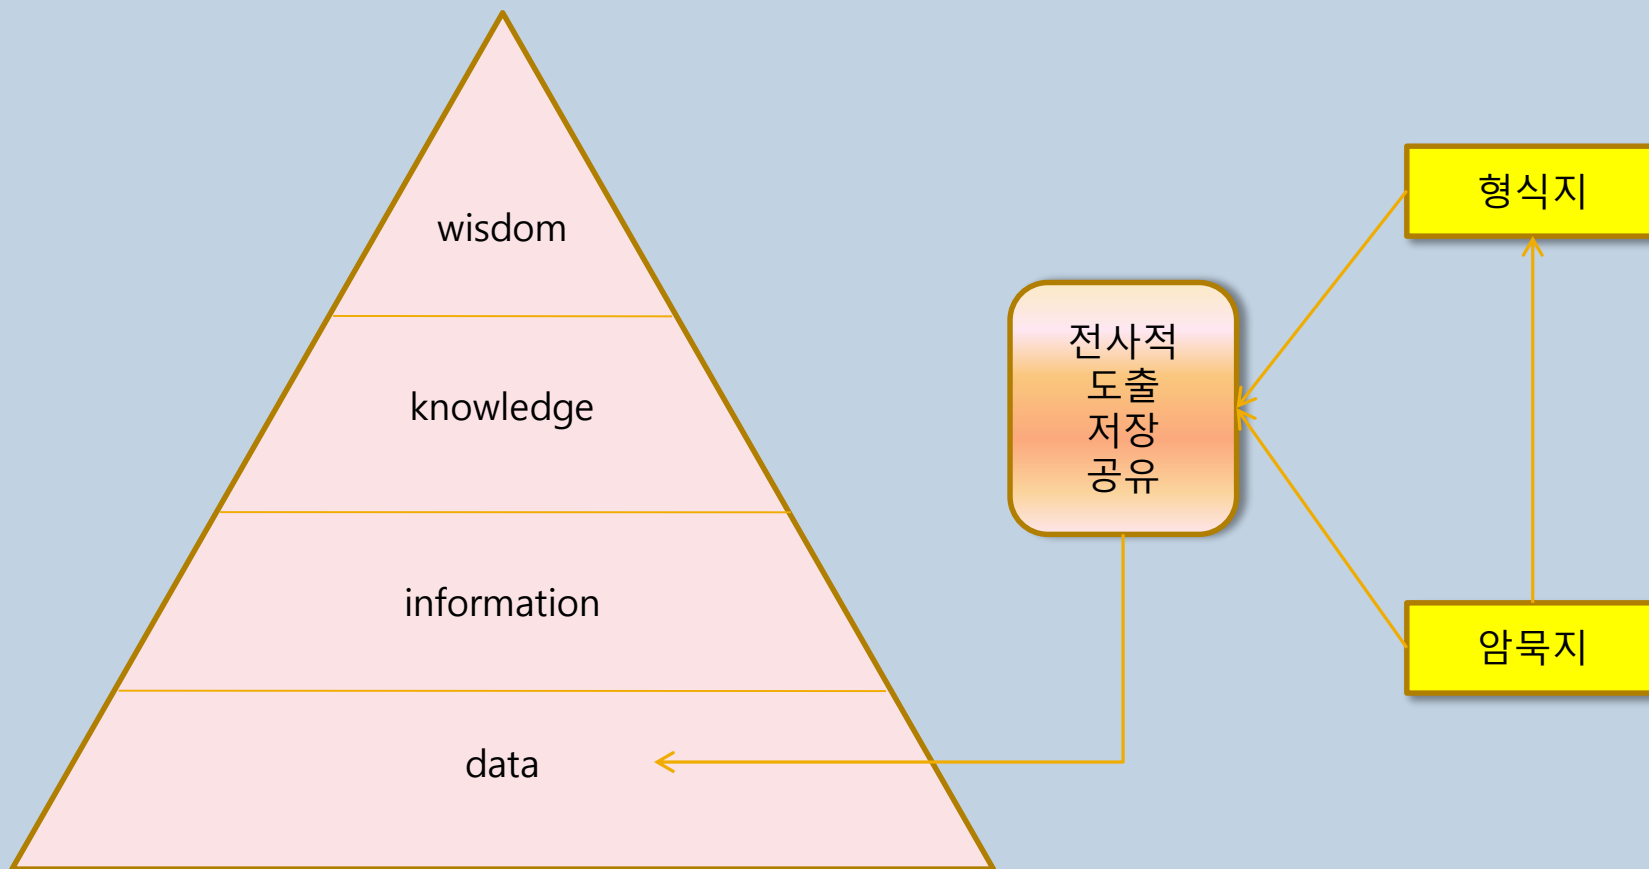 wisdom
knowledge
information
data
전사적
도출
저장
공유
형식지
암묵지